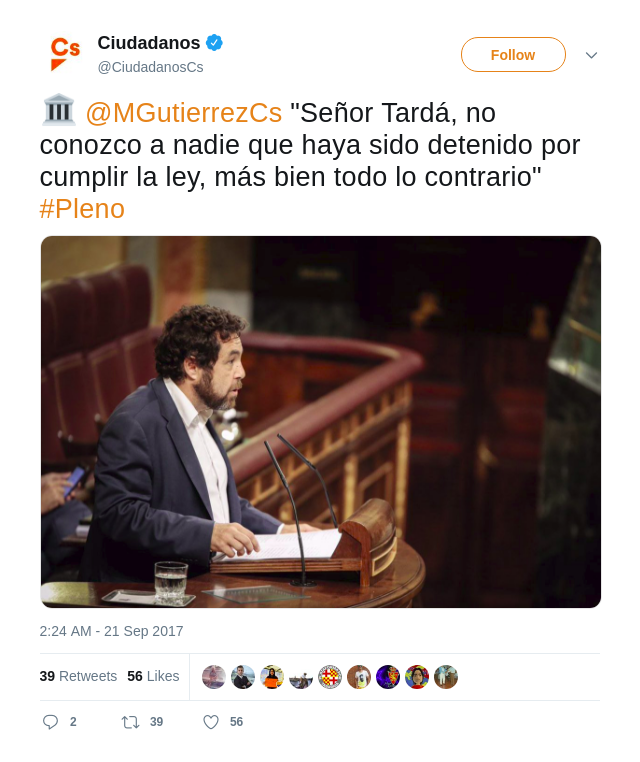 Cs
Ciudadanos
@CiudadanosCs
Follow
@MGutierrezCs "Señor Tardá, no
conozco a nadie que haya sido detenido por
cumplir la ley, más bien todo lo contrario"
#Pleno
2:24 AM - 21 Sep 2017
39 Retweets 56 Likes
2 39 56